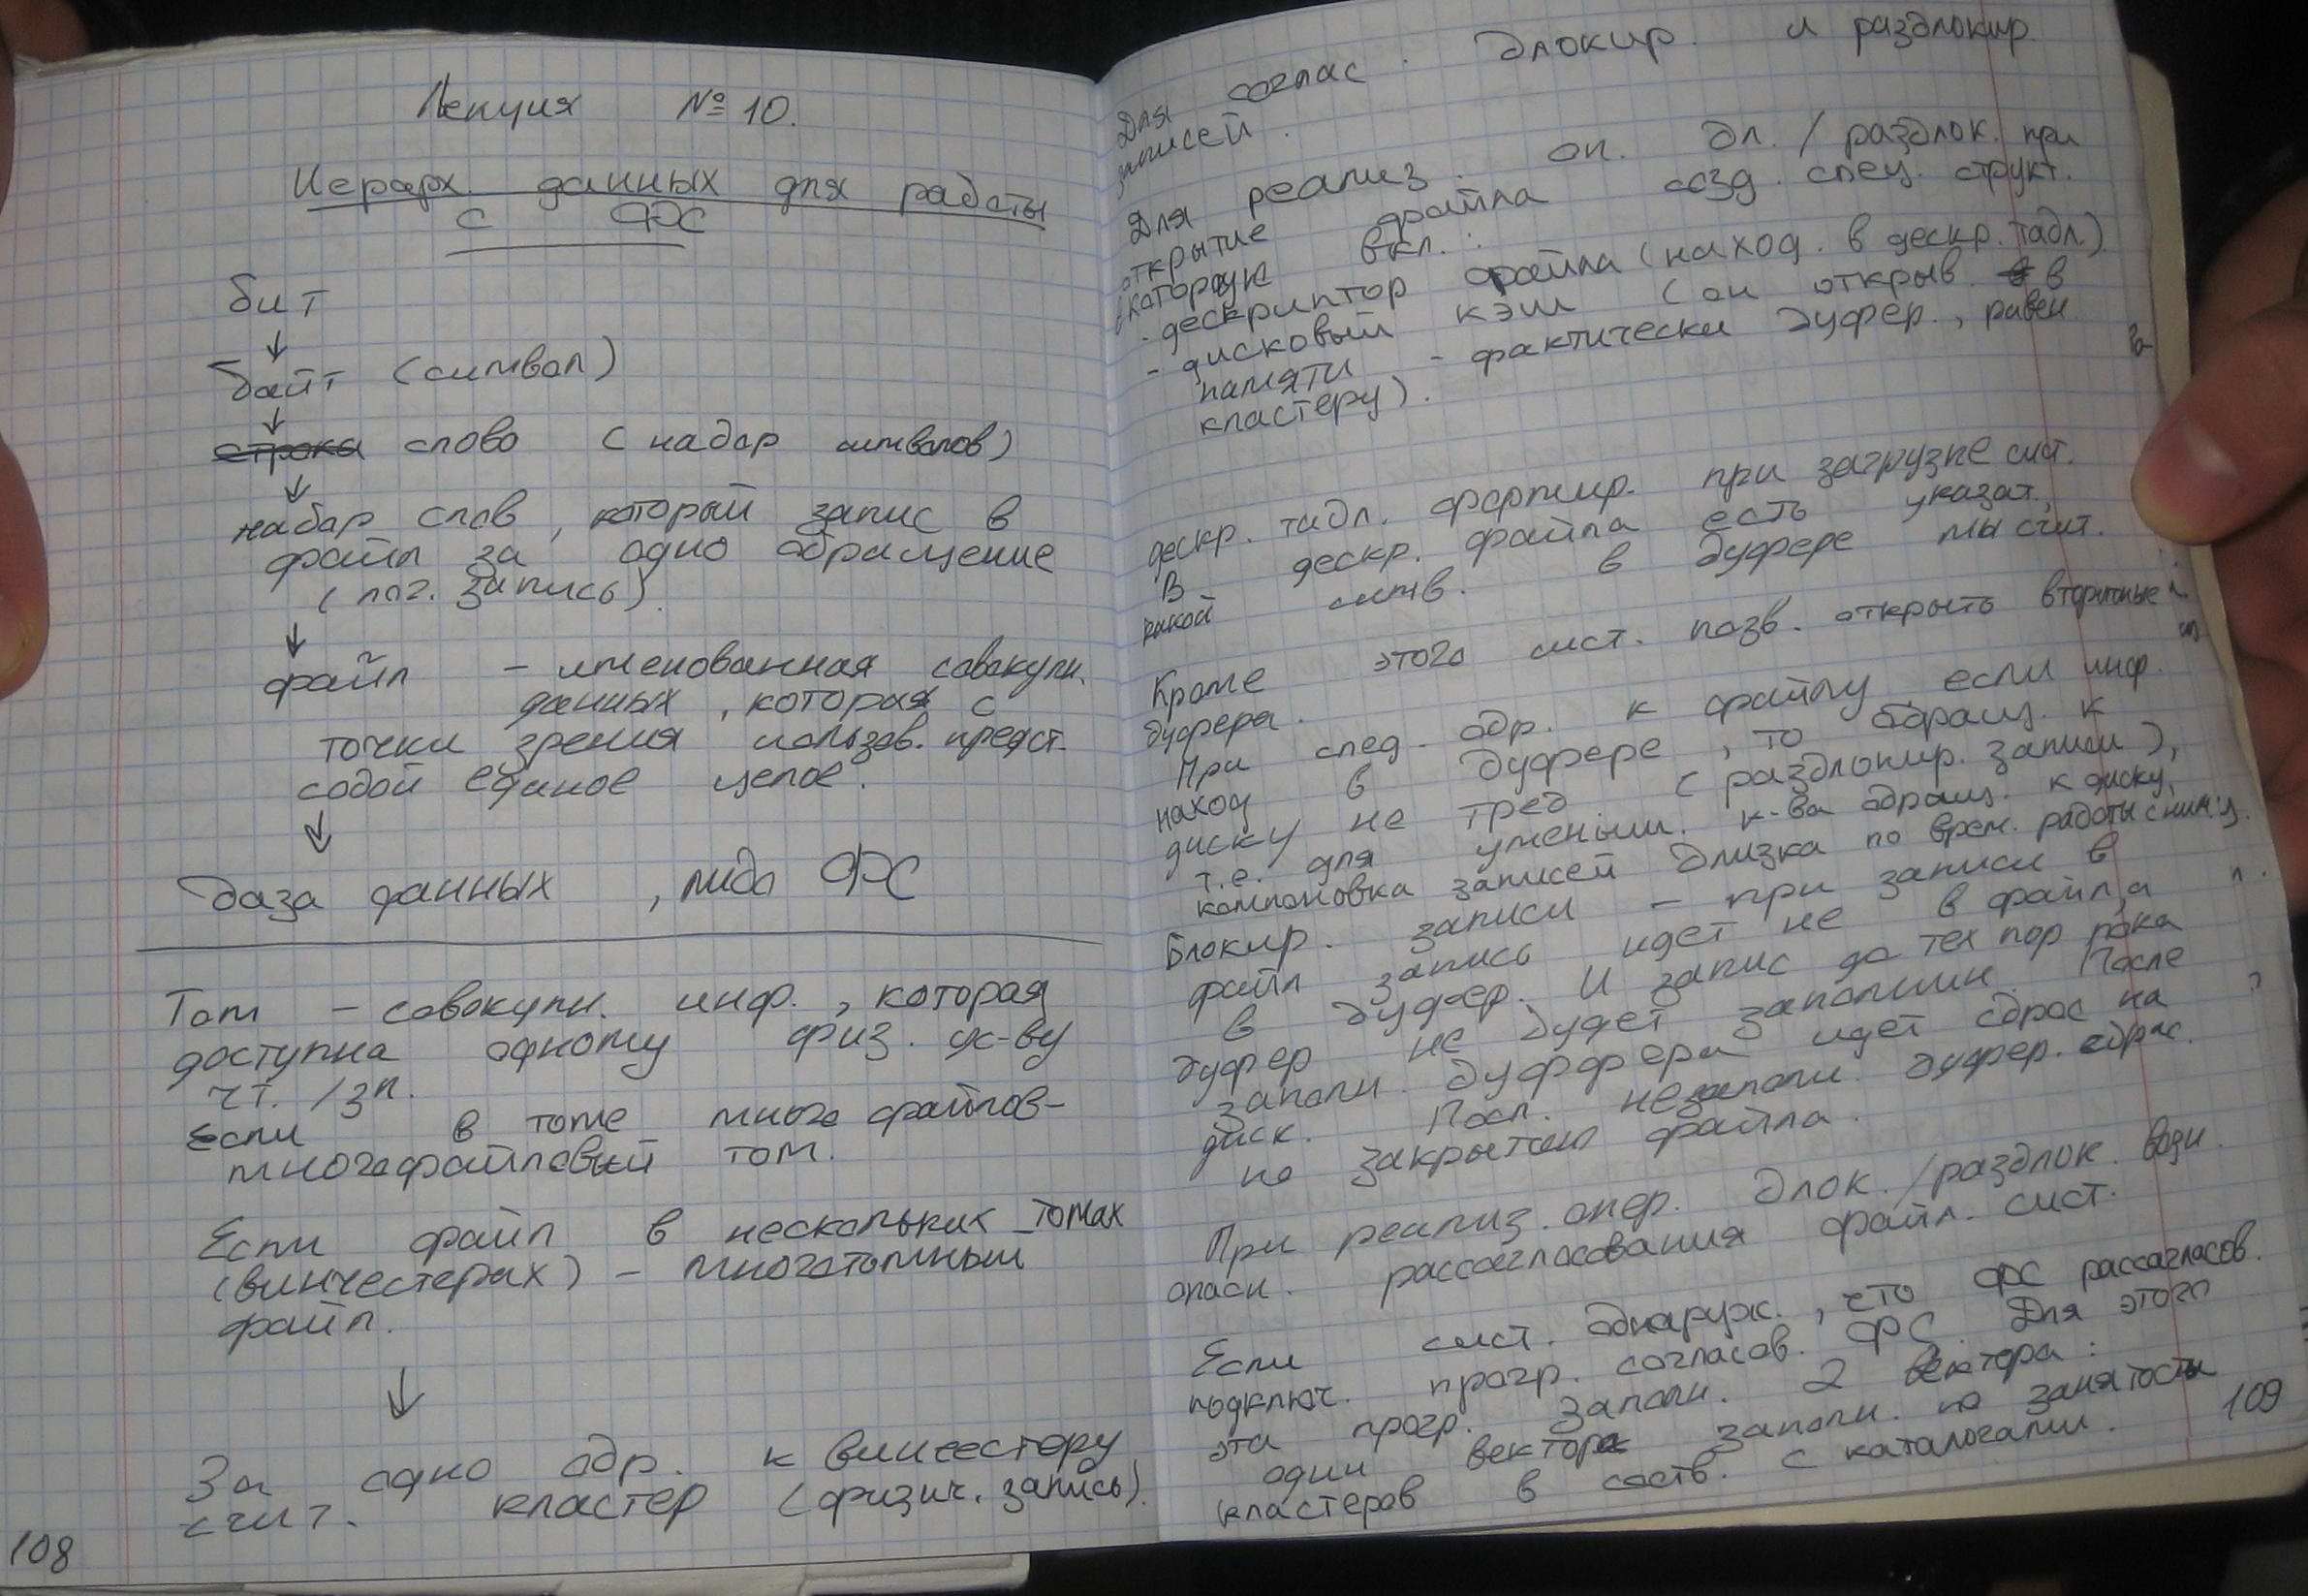 Лекция № 10.
Иерарх. данных для работы
с ФС
бит
↓
байт (символ)
↓
строка слово (набор символов)
↓
набор слов, который запис в
файл за одно обращение
(лог. запись).
↓
файл - именованная совокупн.
данных, которая с
точки зрения пользов. предст.
собой единое целое.
↓
база данных, либо ФС
Том - совокупн. инф., которая
доступна одному физ. ус-ву
чт. /зп.
Если в томе много файлов-
многофайловый том.
Если файл в нескольких томах
(винчестерах) - многотомный
файл.
↓
За одно обр. к винчестеру
счит. кластер (физич. запись).
108
Для соглас. блокир. и разблокир.
записей.
Для реализ. оп. бл. / разблок. при
открытие файла созд. спец. структ.
которую вкл.:
- дескриптор файла (наход. в дескр. табл.)
- дисковый кэш (он открыв. в
памяти - фактически буфер., равен
кластеру).
дескр. табл. формир. при загрузке сист.
В дескр. файла есть указат.,
какой симв. в буфере мы счит.
Кроме этого сист. позв. открыть вторичные
буфера.
При след. обр. к файлу если инф.
наход в буфере, то обращ. к
диску не треб (разблокир. записи),
т.е. для уменьш. к-ва обращ. к диску,
компоновка записей близка по врем. работы с ними.
Блокир. записи - при записи в
файл запись идет не в файл, а
в буфер. И запис до тех пор пока
буфер не будет заполнин. После
заполн. буффера идет сброс на
диск. Посл. незаполн. буфер. сбрас.
по закрытию файла.
При реализ. опер. блок./разблок. возн.
опасн. рассогласования файл. сист.
Если сист. обнаруж., что ФС рассогласов.
подключ. прогр. согласов. ФС. Для этого
эта прогр. заполн. 2 вектора:
один вектор заполн. по занятости
кластеров в соотв. с каталогами.
109